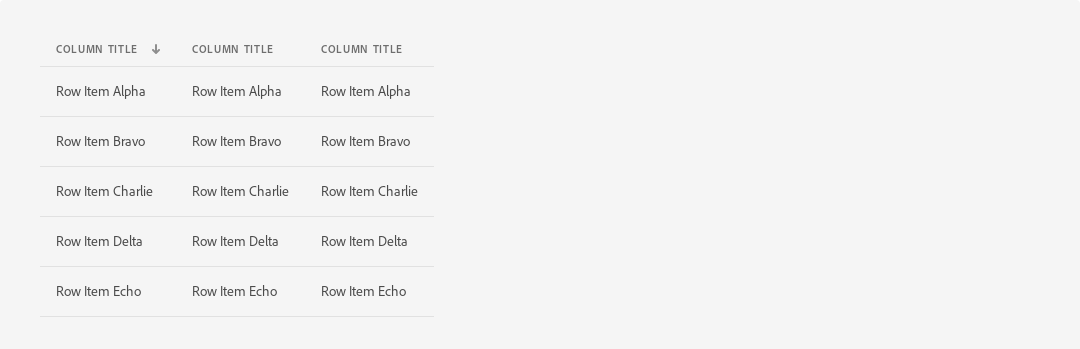 COLUMN TITLE COLUMN TITLE COLUMN TITLE
Row Item Alpha Row Item Alpha Row Item Alpha
Row Item Bravo Row Item Bravo Row Item Bravo
Row Item Charlie Row Item Charlie Row Item Charlie
Row Item Delta Row Item Delta Row Item Delta
Row Item Echo Row Item Echo Row Item Echo